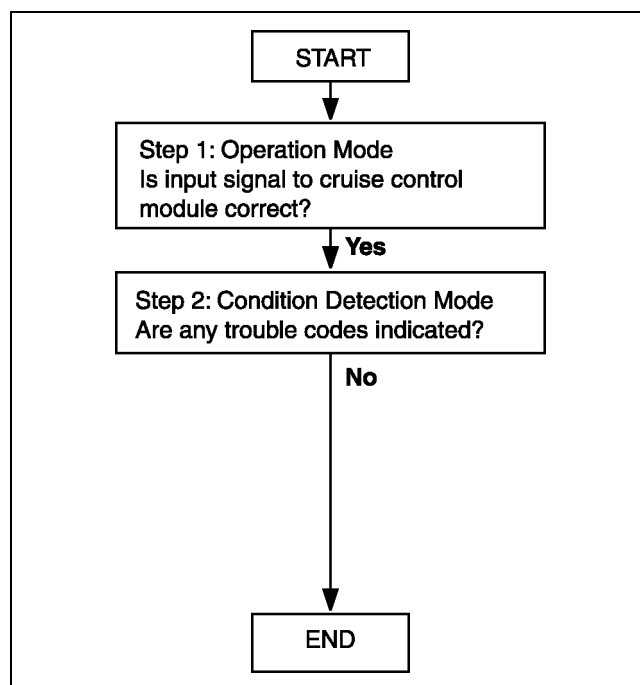 START
Step 1: Operation Mode
Is input signal to cruise control
module correct?
Yes
Step 2: Condition Detection Mode
Are any trouble codes indicated?
No
END